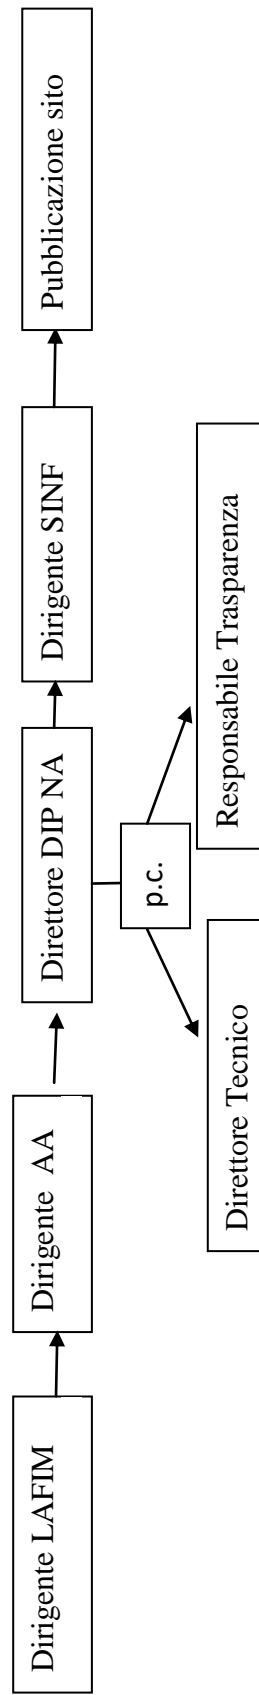 Dirigente LAFIM
Dirigente AA
Direttore DIP NA
Dirigente SINF
Pubblicazione sito
p.c.
Direttore Tecnico
Responsabile Trasparenza